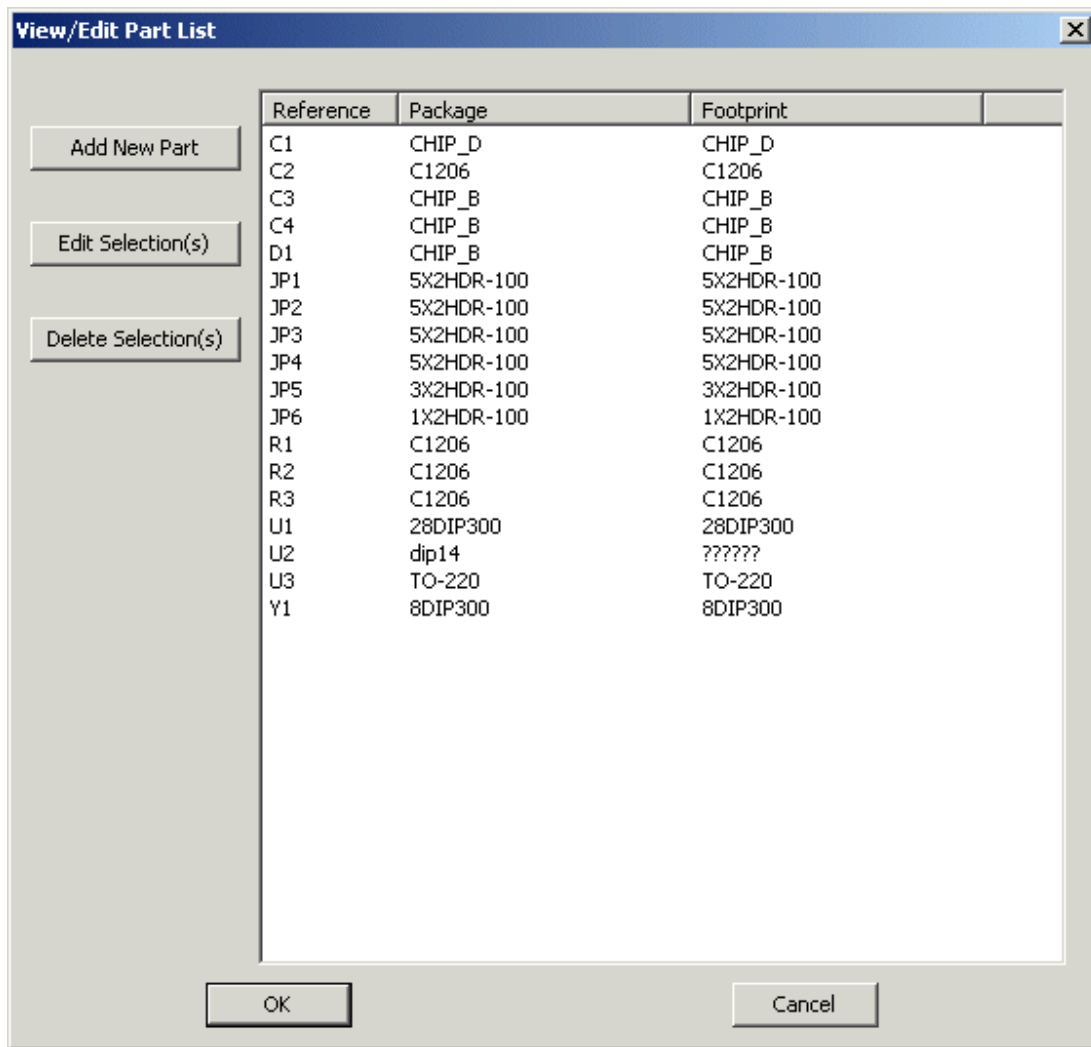 View/Edit Part List
Add New Part
Edit Selection(s)
Delete Selection(s)
Reference Package Footprint
C1 CHIP_D CHIP_D
C2 C1206 C1206
C3 CHIP_B CHIP_B
C4 CHIP_B CHIP_B
D1 CHIP_B CHIP_B
JP1 5X2HDR-100 5X2HDR-100
JP2 5X2HDR-100 5X2HDR-100
JP3 5X2HDR-100 5X2HDR-100
JP4 5X2HDR-100 5X2HDR-100
JP5 3X2HDR-100 3X2HDR-100
JP6 1X2HDR-100 1X2HDR-100
R1 C1206 C1206
R2 C1206 C1206
R3 C1206 C1206
U1 28DIP300 28DIP300
U2 dip14 ??????
U3 TO-220 TO-220
Y1 8DIP300 8DIP300
OK Cancel